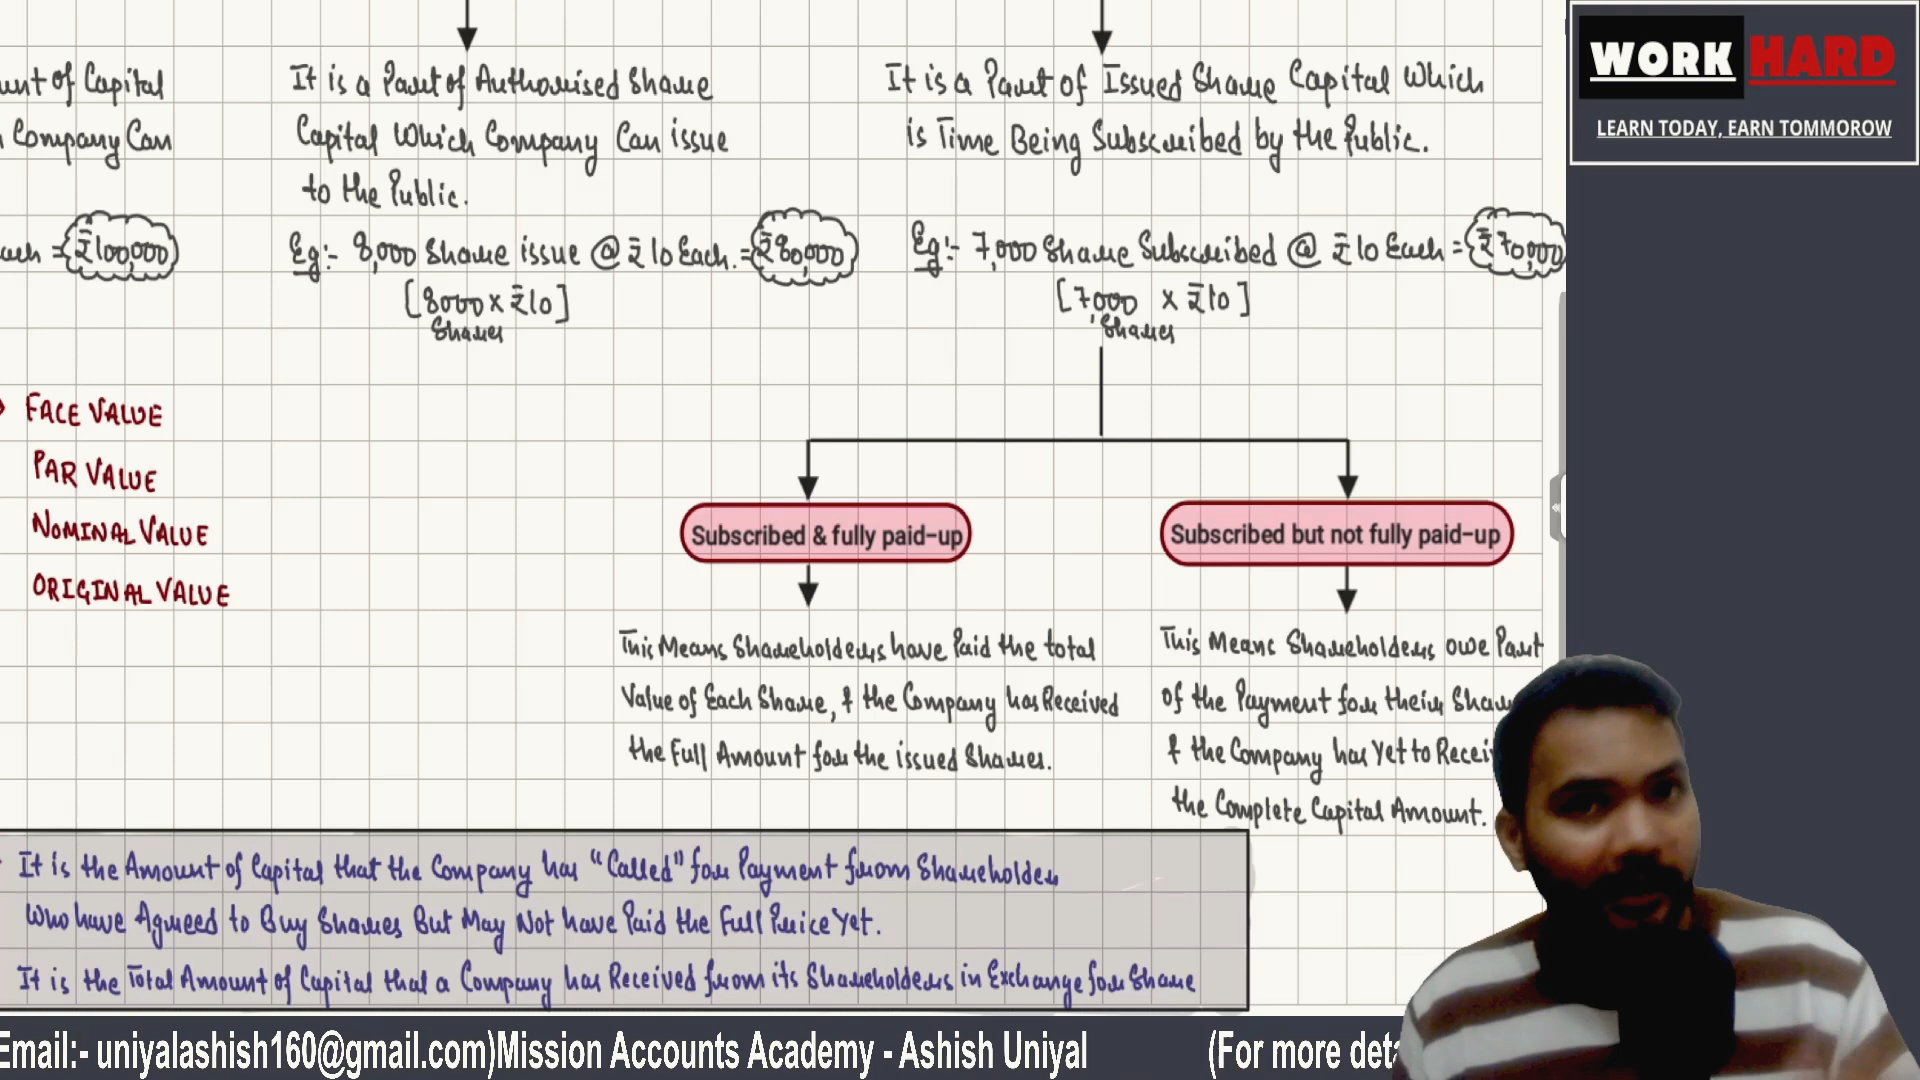 WORK HARD
LEARN TODAY, EARN TOMMOROW
of Capital
Company Can
= ₹100,000
It is a Part of Authorised Share
Capital Which Company Can issue
to the Public.
Eg:- 8,000 Share issue @ ₹10 Each. = ₹80,000
[8000 x ₹10]
Shares
It is a Part of Issued Share Capital Which
is Time Being Subscribed by the Public.
Eg:- 7,000 Share Subscribed @ ₹10 Each = ₹70,000
[7,000 x ₹10]
Shares
FACE VALUE
PAR VALUE
NOMINAL VALUE
ORIGINAL VALUE
Subscribed & fully paid-up
This Means Shareholders have Paid the total
Value of Each Share, & the Company has Received
the Full Amount for the issued Shares.
Subscribed but not fully paid-up
This Means Shareholders owe Part
of the Payment for their
& the Company has Yet to
the Complete Capital Amount.
It is the Amount of Capital that the Company has "Called" for Payment from Shareholder
Who have Agreed to Buy Shares But May Not have Paid the Full Price Yet.
It is the Total Amount of Capital that a Company has Received from its Shareholders in Exchange for Share
Email:- uniyalashish160@gmail.com)Mission Accounts Academy - Ashish Uniyal (For more